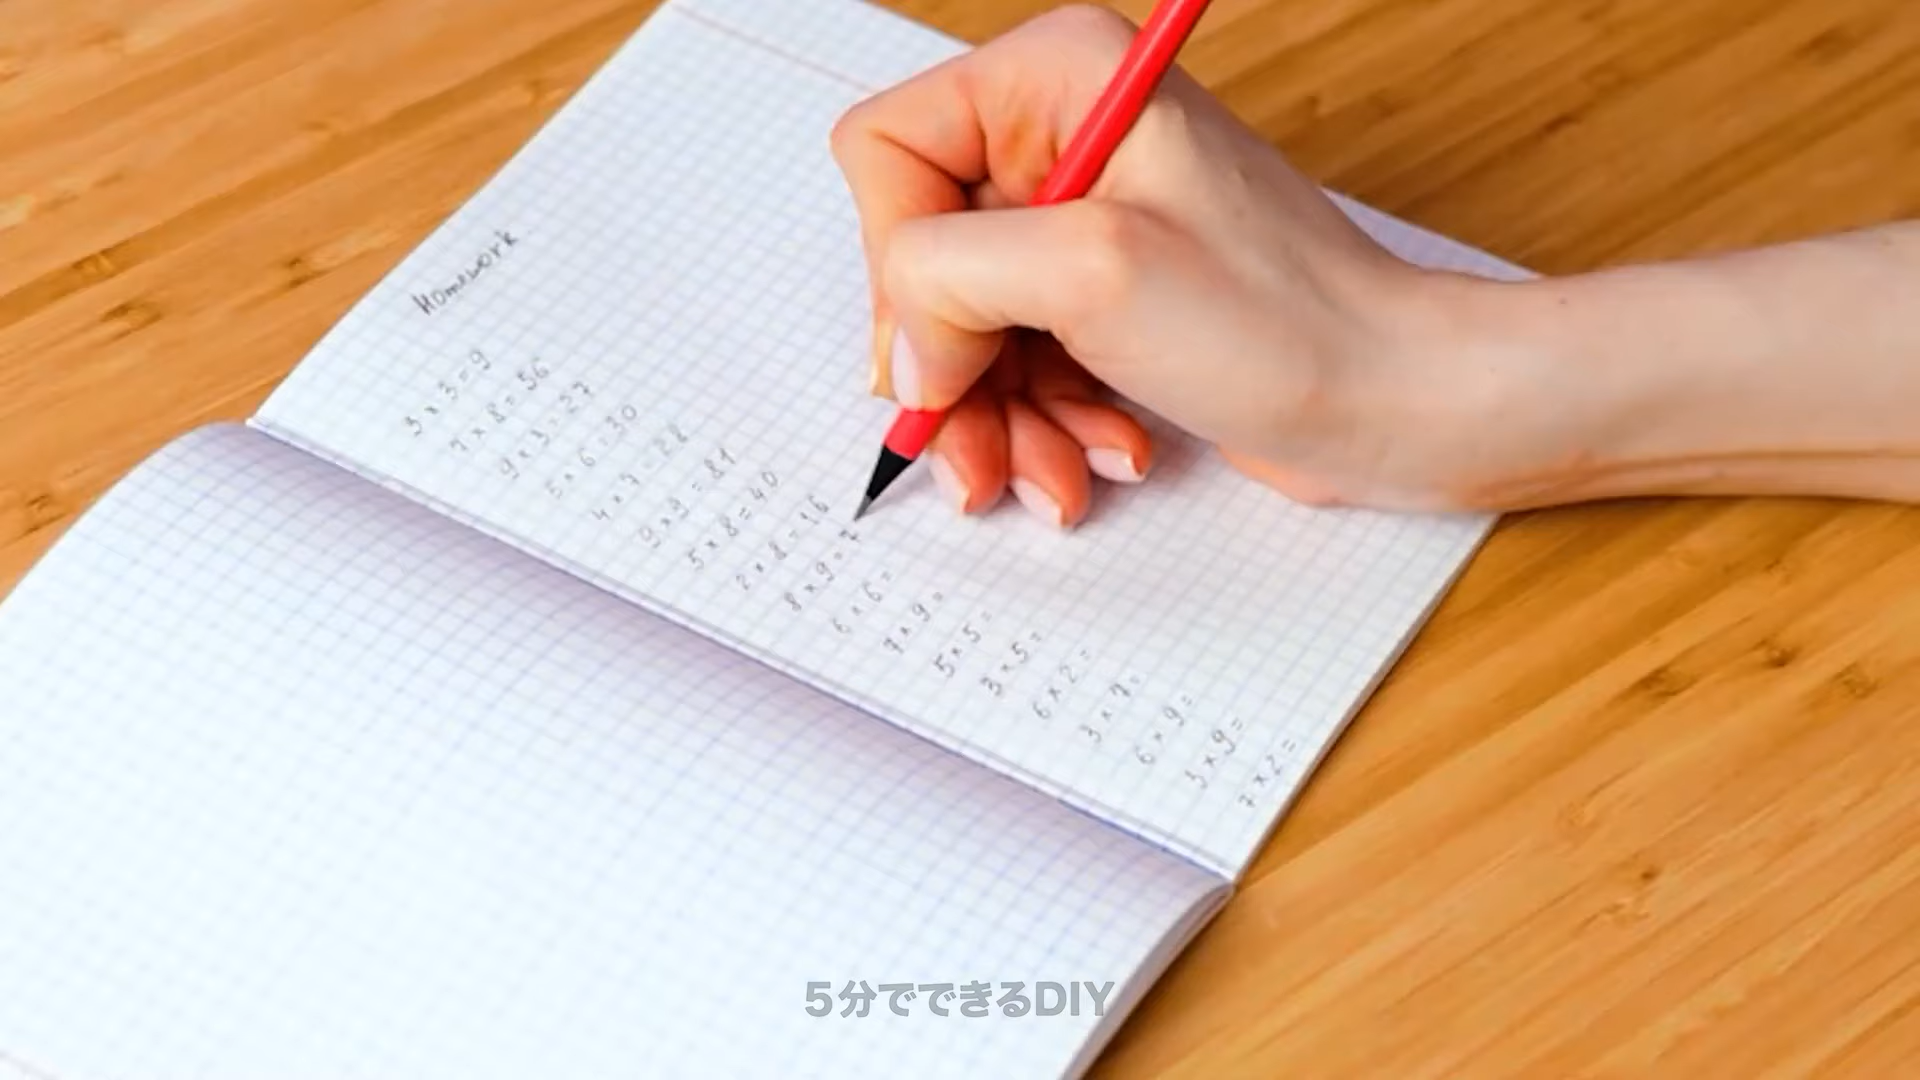 Homework
3 x 3 = 9
7 x 8 = 56
9 x 3 = 27
5 x 6 = 30
4 x 7 = 28
9 x 9 = 81
5 x 8 = 40
2 x 8 = 16
8 x 9 = 7
6 x 6 =
7 x 9 =
5 x 5 =
3 x 5 =
6 x 2 =
3 x 7 =
6 x 9 =
3 x 9 =
7 x 2 =
5分でできるDIY